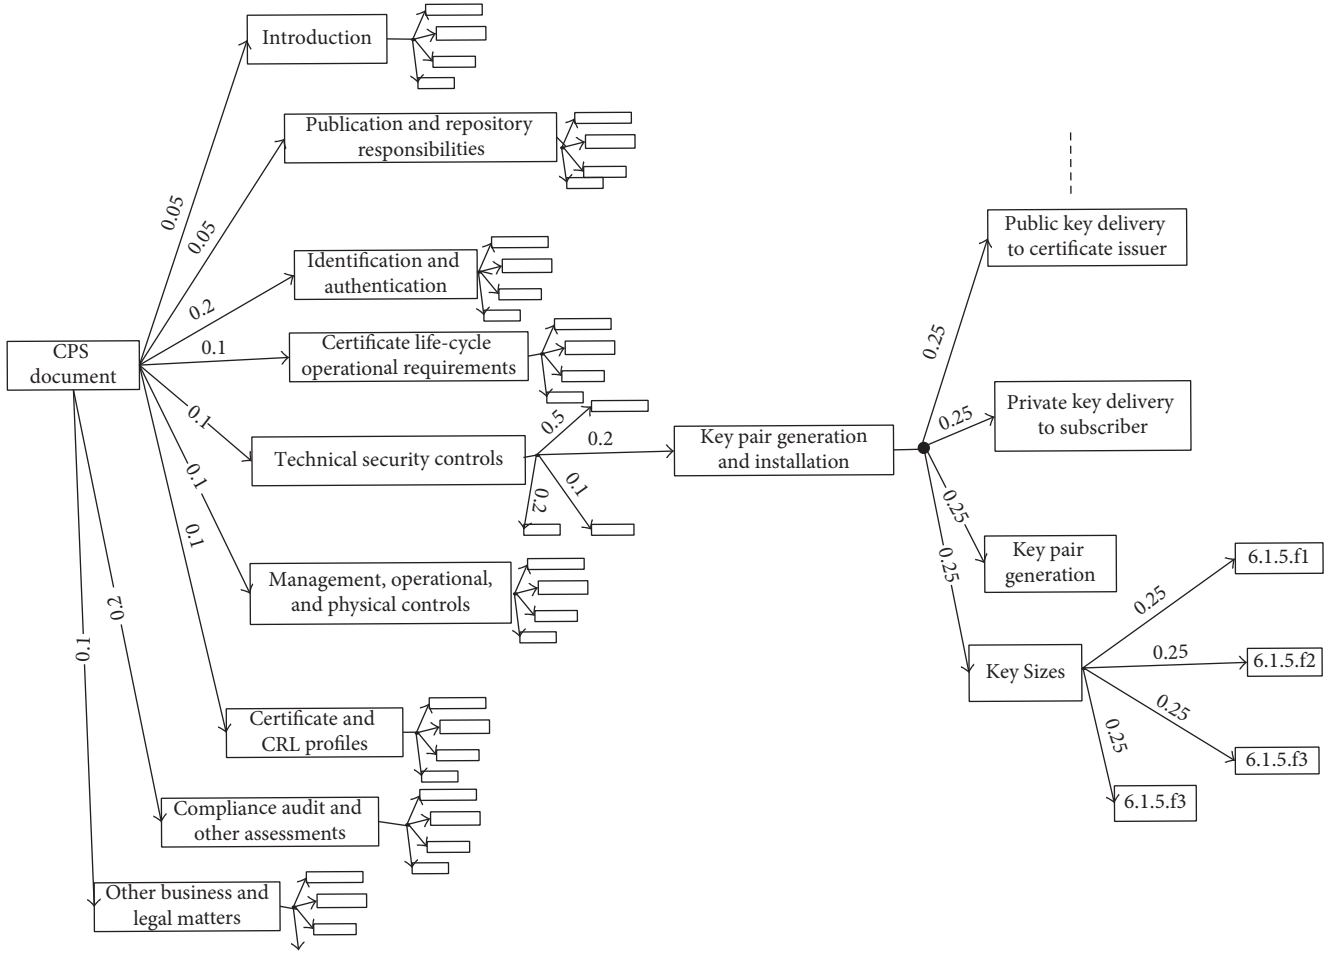 Introduction
Publication and repository
responsibilities
0.05
0.05
Identification and
authentication
0.2
CPS
document
0.1
Certificate life-cycle
operational requirements
0.1
Technical security controls
0.5
0.2
0.2
0.1
Key pair generation
and installation
0.1
Management, operational,
and physical controls
0.1
Certificate and
CRL profiles
0.2
Compliance audit and
other assessments
0.1
Other business and
legal matters
Public key delivery
to certificate issuer
0.25
Private key delivery
to subscriber
0.25
0.25
Key pair
generation
0.25
Key Sizes
0.25
6.1.5.f1
0.25
6.1.5.f2
0.25
6.1.5.f3
0.25
6.1.5.f3